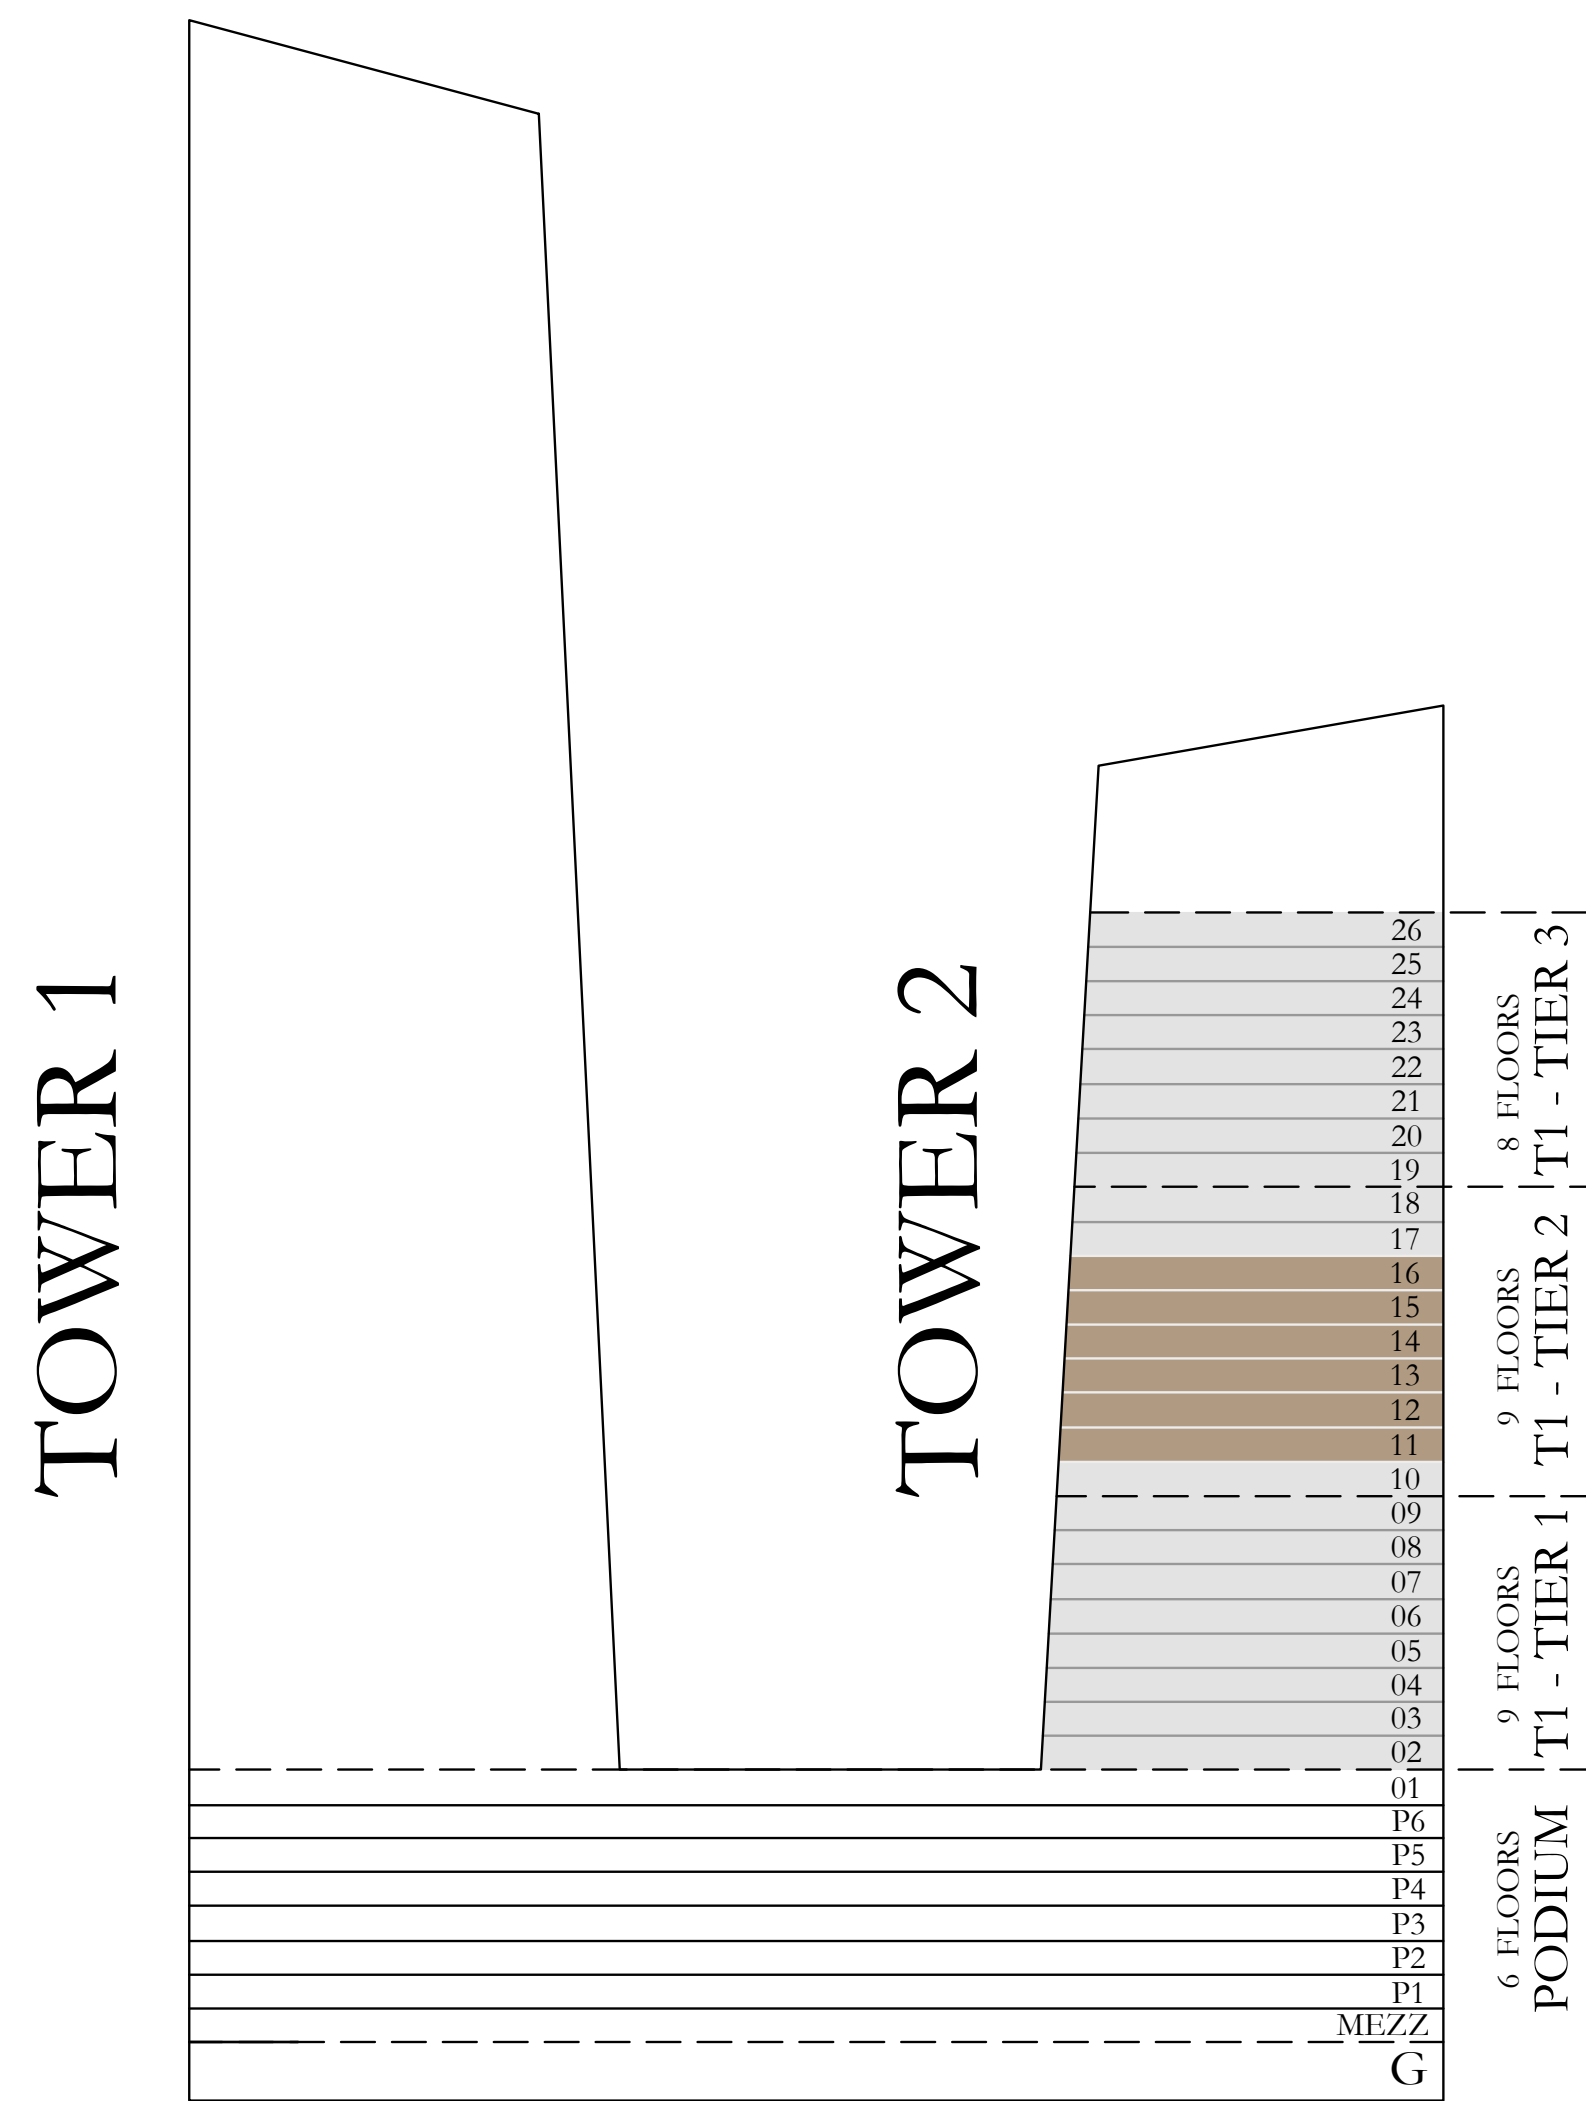 TOWER 1
TOWER 2
26
25
24
23
22
21
20
19
8 FLOORS
T1 - TIER 3
18
17
16
15
14
13
12
11
10
9 FLOORS
T1 - TIER 2
09
08
07
06
05
04
03
02
9 FLOORS
T1 - TIER 1
01
P6
P5
P4
P3
P2
P1
MEZZ
G
6 FLOORS
PODIUM